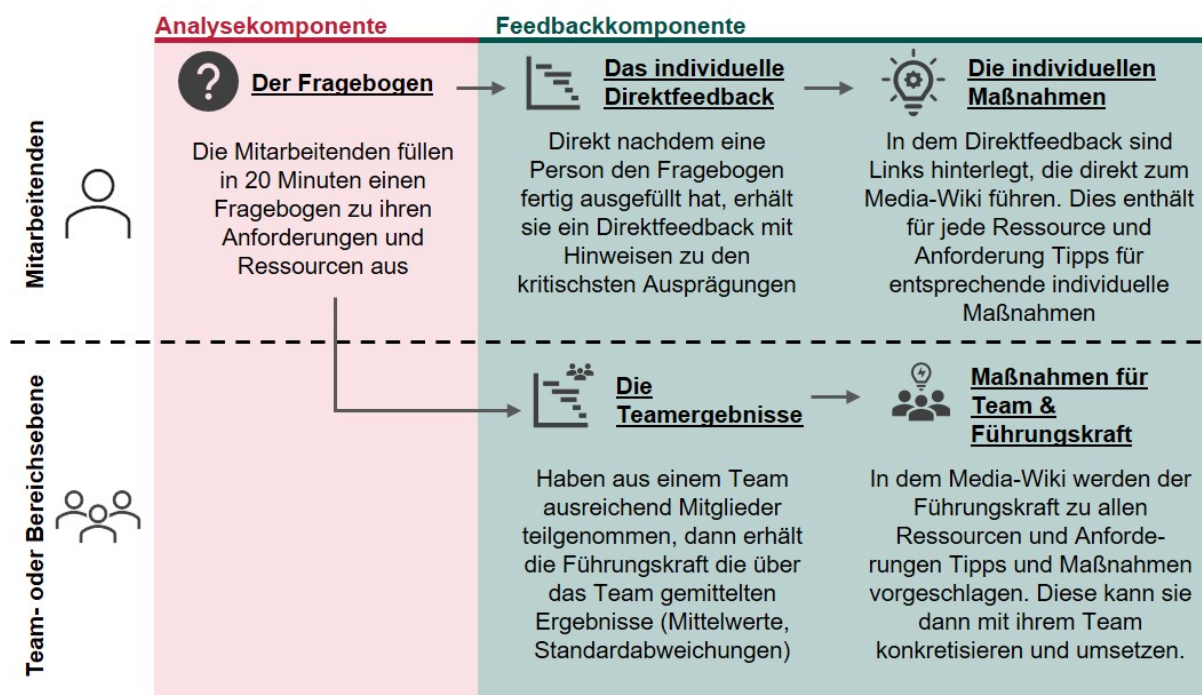 Analysekomponente
Feedbackkomponente
Mitarbeitenden
Der Fragebogen
Die Mitarbeitenden füllen
in 20 Minuten einen
Fragebogen zu ihren
Anforderungen und
Ressourcen aus
Das individuelle
Direktfeedback
Direkt nachdem eine
Person den Fragebogen
fertig ausgefüllt hat, erhält
sie ein Direktfeedback mit
Hinweisen zu den
kritischsten Ausprägungen
Die individuellen
Maßnahmen
In dem Direktfeedback sind
Links hinterlegt, die direkt zum
Media-Wiki führen. Dies enthält
für jede Ressource und
Anforderung Tipps für
entsprechende individuelle
Maßnahmen
Team- oder Bereichsebene
Die
Teamergebnisse
Haben aus einem Team
ausreichend Mitglieder
teilgenommen, dann erhält
die Führungskraft die über
das Team gemittelten
Ergebnisse (Mittelwerte,
Standardabweichungen)
Maßnahmen für
Team &
Führungskraft
In dem Media-Wiki werden der
Führungskraft zu allen
Ressourcen und Anforde-
rungen Tipps und Maßnahmen
vorgeschlagen. Diese kann sie
dann mit ihrem Team
konkretisieren und umsetzen.